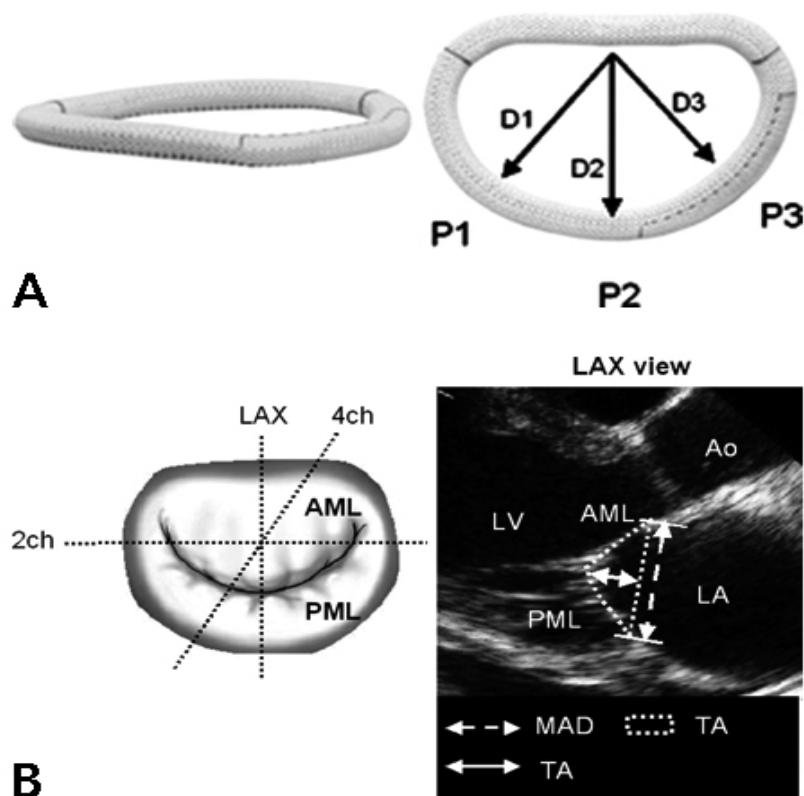 D1
D2
D3
P1
P2
P3
A
LAX
4ch
2ch
AML
PML
LAX view
Ao
LV
AML
LA
PML
MAD TA
TA
B